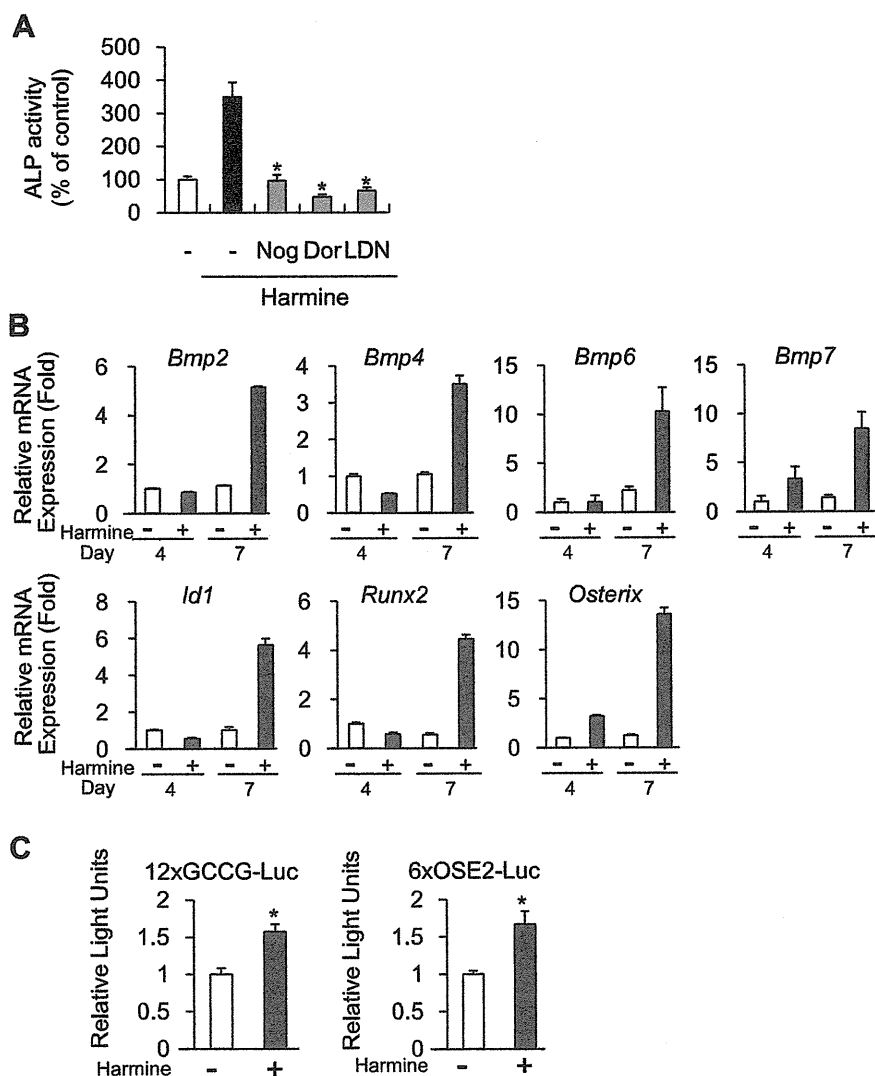 A
ALP activity
(% of control)
500
400
300
200
100
0
* * *
- - Nog Dor LDN
Harmine
B
Relative mRNA
Expression (Fold)
Bmp2
6
4
2
0
Bmp4
4
3
2
1
0
Bmp6
15
10
5
0
Bmp7
15
10
5
0
Harmine - + - + - + - + - + - + - + - +
Day 4 7 4 7 4 7 4 7
Relative mRNA
Expression (Fold)
Id1
8
6
4
2
0
Runx2
6
4
2
0
Osterix
15
10
5
0
Harmine - + - + - + - + - + - +
Day 4 7 4 7 4 7
C
Relative Light Units
12xGCCG-Luc
2
1.5
1
0.5
0
*
Harmine - +
Relative Light Units
6xOSE2-Luc
2
1.5
1
0.5
0
*
Harmine - +